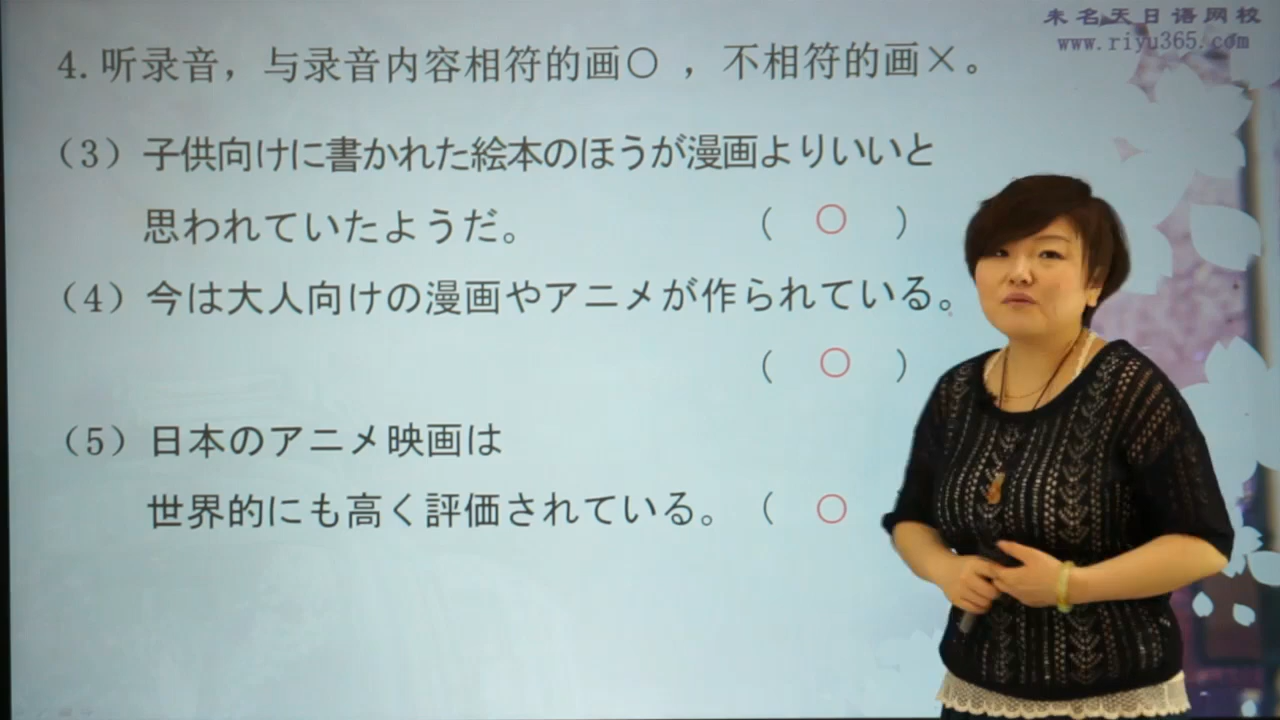 未名天日语网校
www.riyu365.com
4.听录音，与录音内容相符的画○ ，不相符的画×。
（3）子供向けに書かれた絵本のほうが漫画よりいいと
思われていたようだ。 （ ○ ）
（4）今は大人向けの漫画やアニメが作られている。
（ ○ ）
（5）日本のアニメ映画は
世界的にも高く評価されている。（ ○